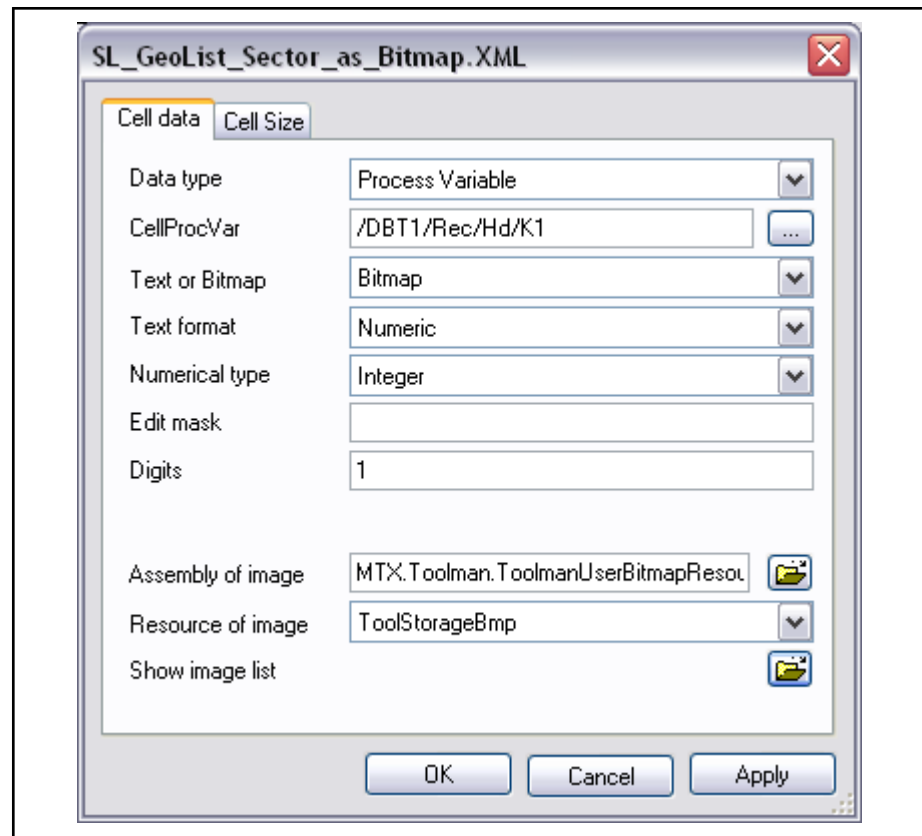 SL_GeoList_Sector_as_Bitmap.XML
Cell data Cell Size
Data type Process Variable
CellProcVar /DBT1/Rec/Hd/K1 ...
Text or Bitmap Bitmap
Text format Numeric
Numerical type Integer
Edit mask
Digits 1
Assembly of image MTX.Toolman.ToolmanUserBitmapResou
Resource of image ToolStorageBmp
Show image list
OK Cancel Apply